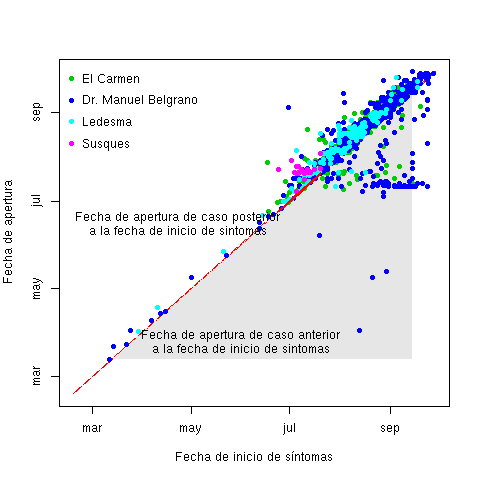 El Carmen
Dr. Manuel Belgrano
Ledesma
Susques
Fecha de apertura de caso posterior
a la fecha de inicio de sintomas
Fecha de apertura de caso anterior
a la fecha de inicio de sintomas
Fecha de apertura
mar
may
jul
sep
mar
may
jul
sep
Fecha de inicio de síntomas